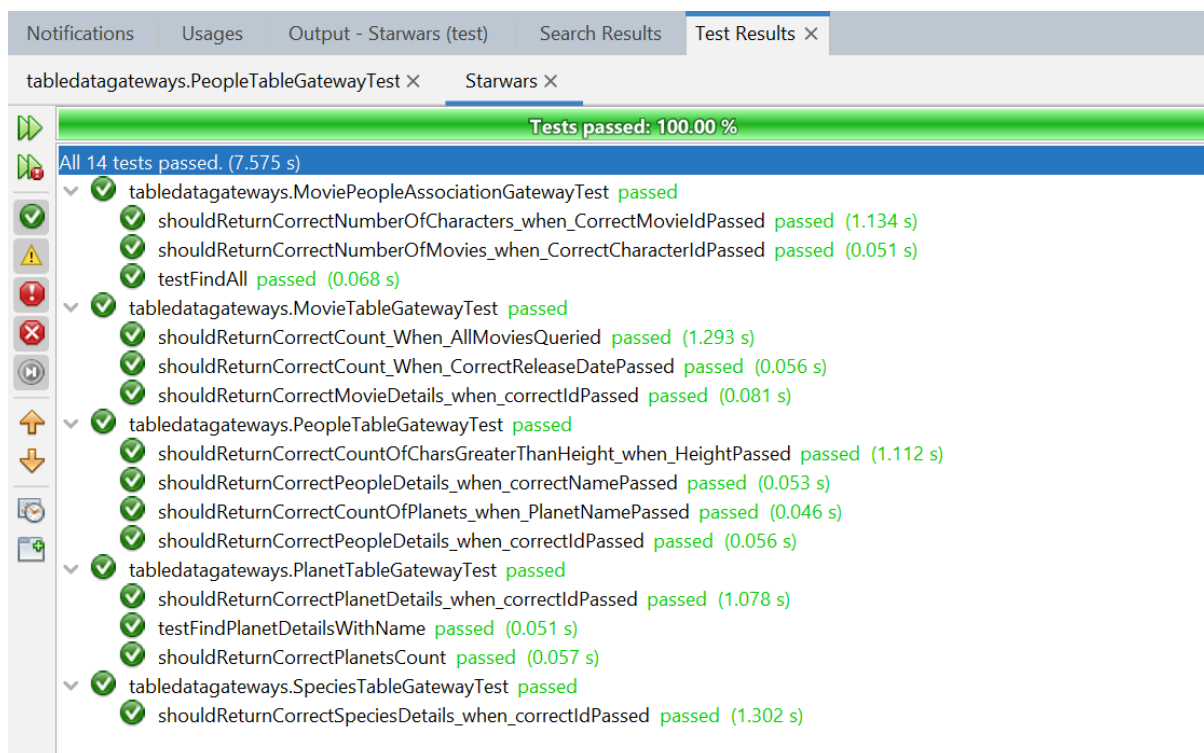 Notifications Usages Output - Starwars (test) Search Results Test Results
tabledatagateways.PeopleTableGatewayTest Starwars
Tests passed: 100.00 %
All 14 tests passed. (7.575 s)
tabledatagateways.MoviePeopleAssociationGatewayTest passed
shouldReturnCorrectNumberOfCharacters_when_CorrectMovieIdPassed passed (1.134 s)
shouldReturnCorrectNumberOfMovies_when_CorrectCharacterIdPassed passed (0.051 s)
testFindAll passed (0.068 s)
tabledatagateways.MovieTableGatewayTest passed
shouldReturnCorrectCount_When_AllMoviesQueried passed (1.293 s)
shouldReturnCorrectCount_When_CorrectReleaseDatePassed passed (0.056 s)
shouldReturnCorrectMovieDetails_when_correctIdPassed passed (0.081 s)
tabledatagateways.PeopleTableGatewayTest passed
shouldReturnCorrectCountOfCharsGreaterThanHeight_when_HeightPassed passed (1.112 s)
shouldReturnCorrectPeopleDetails_when_correctNamePassed passed (0.053 s)
shouldReturnCorrectCountOfPlanets_when_PlanetNamePassed passed (0.046 s)
shouldReturnCorrectPeopleDetails_when_correctIdPassed passed (0.056 s)
tabledatagateways.PlanetTableGatewayTest passed
shouldReturnCorrectPlanetDetails_when_correctIdPassed passed (1.078 s)
testFindPlanetDetailsWithName passed (0.051 s)
shouldReturnCorrectPlanetsCount passed (0.057 s)
tabledatagateways.SpeciesTableGatewayTest passed
shouldReturnCorrectSpeciesDetails_when_correctIdPassed passed (1.302 s)